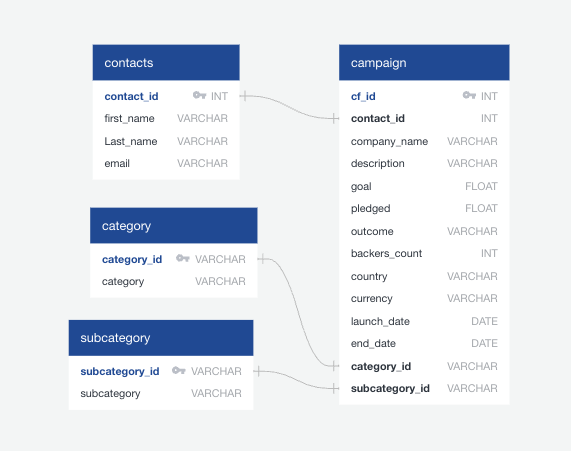 contacts
contact_id INT
first_name VARCHAR
Last_name VARCHAR
email VARCHAR
category
category_id VARCHAR
category VARCHAR
subcategory
subcategory_id VARCHAR
subcategory VARCHAR
campaign
cf_id INT
contact_id INT
company_name VARCHAR
description VARCHAR
goal FLOAT
pledged FLOAT
outcome VARCHAR
backers_count INT
country VARCHAR
currency VARCHAR
launch_date DATE
end_date DATE
category_id VARCHAR
subcategory_id VARCHAR